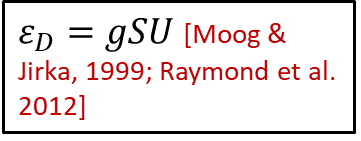 ε_D = gSU [Moog &
Jirka, 1999; Raymond et al.
2012]